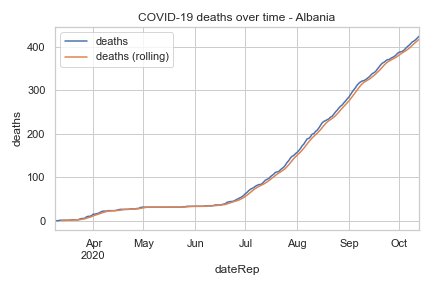 COVID-19 deaths over time - Albania
deaths
deaths (rolling)
400
300
200
100
0
deaths
Apr May Jun Jul Aug Sep Oct
2020
dateRep